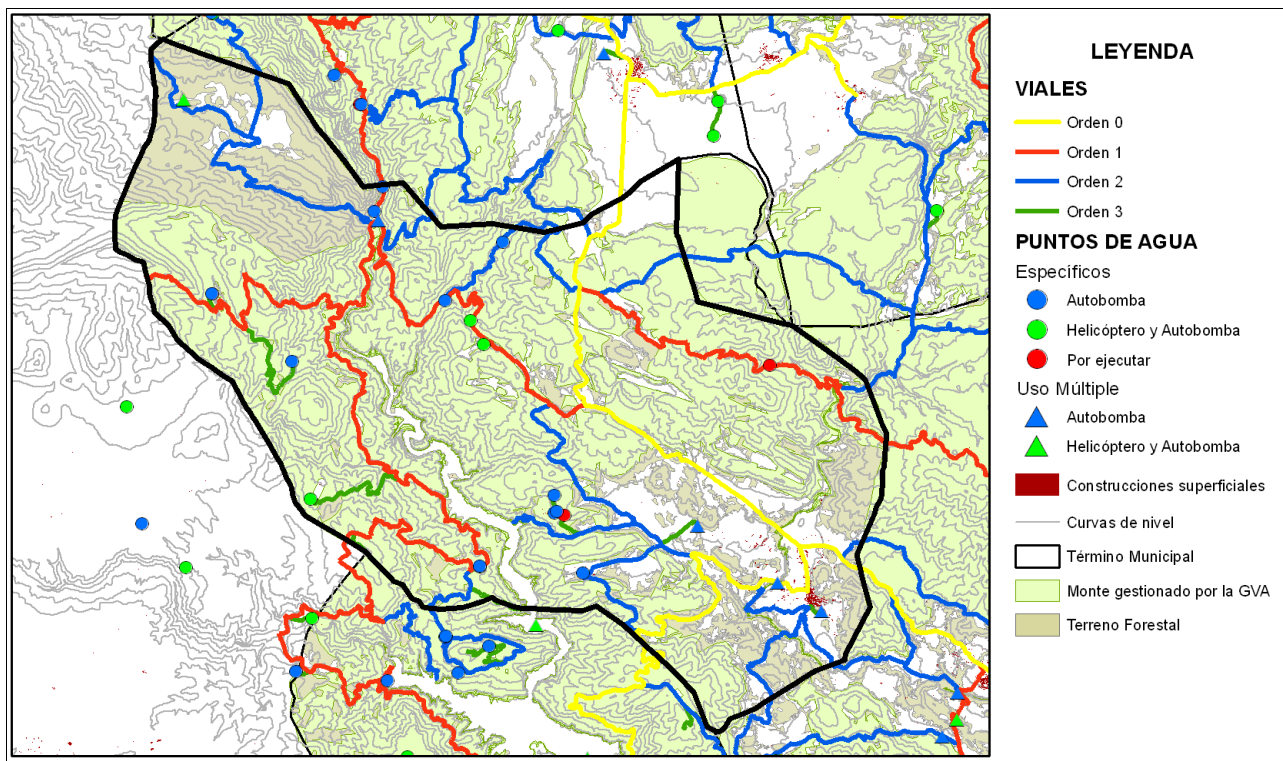 LEYENDA
VIALES
Orden 0
Orden 1
Orden 2
Orden 3
PUNTOS DE AGUA
Específicos
Autobomba
Helicóptero y Autobomba
Por ejecutar
Uso Múltiple
Autobomba
Helicóptero y Autobomba
Construcciones superficiales
Curvas de nivel
Término Municipal
Monte gestionado por la GVA
Terreno Forestal